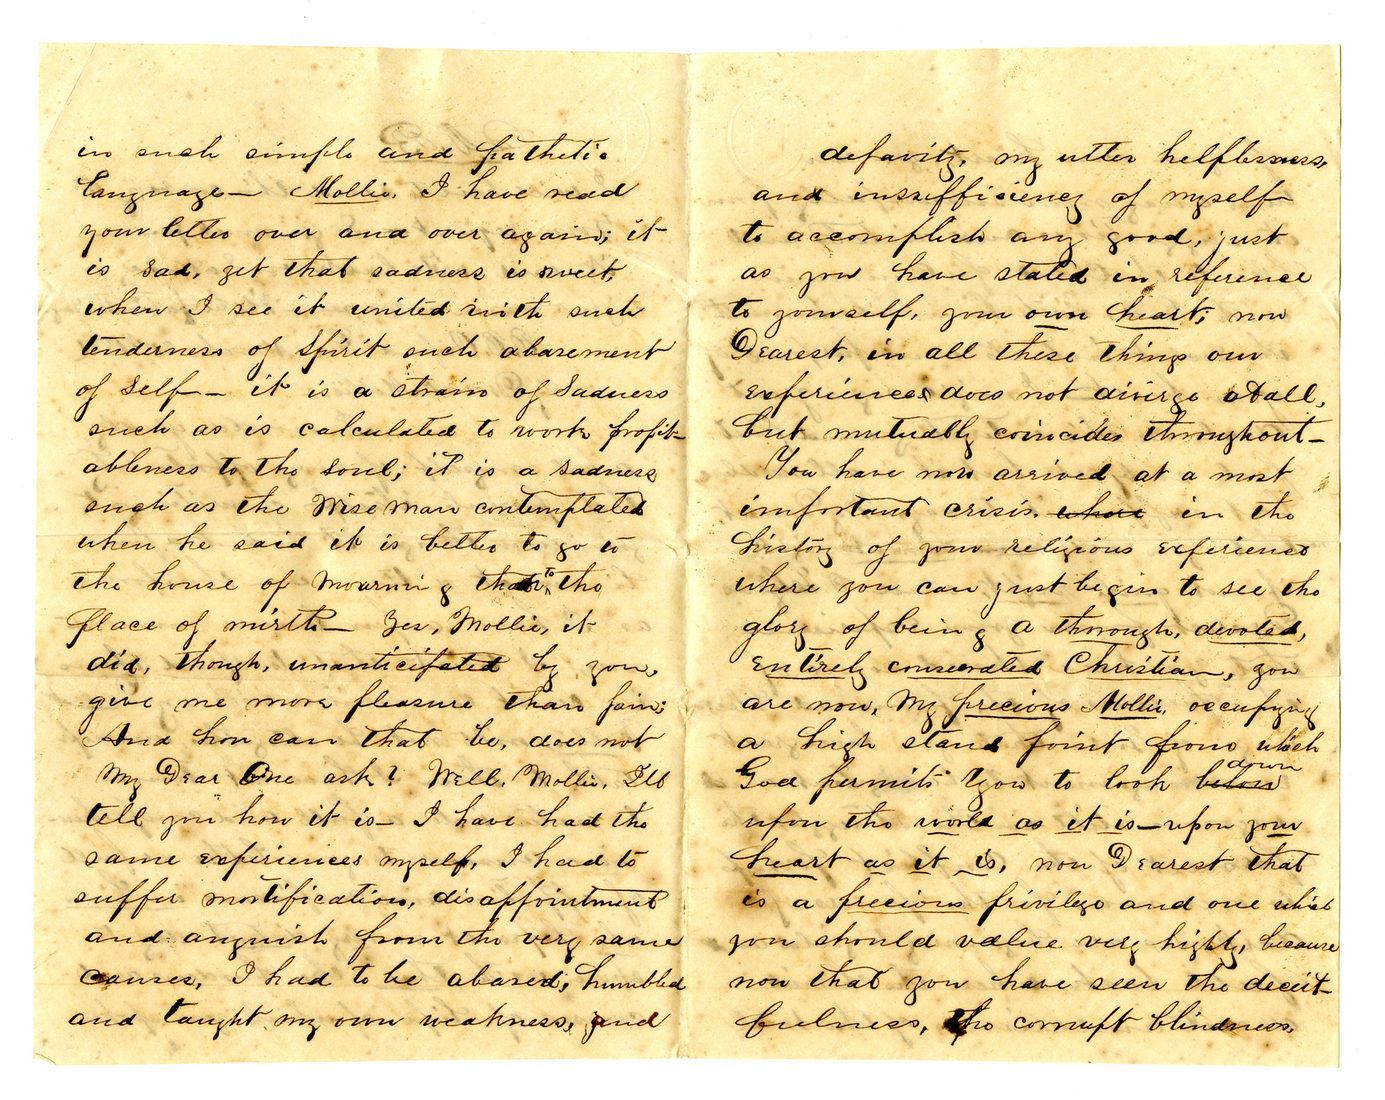 in such simple and pathetic
language— Mollie, I have read
your letter over and over again; it
is sad, yet that sadness is sweet,
when I see it united with such
tenderness of Spirit such abasement
of Self— it is a strain of Sadness
such as is calculated to work profit-
ableness to the soul; it is a sadness
such as the Wise man contemplated
when he said it is better to go to
the house of mourning than to the
place of mirth— Yes, Mollie, it
did, though, unanticipated by you,
give me more pleasure than pain;
And how can that be, does not
My Dear One ask? Well, Mollie, I'll
tell you how it is— I have had the
same experiences myself, I had to
suffer mortification, disappointment
and anguish from the very same
causes, I had to be abased, humbled
and taught my own weakness, and
depavity, my utter helplessness,
and insufficiency of myself
to accomplish any good, just
as you have stated in reference
to yourself, your own heart, now
Dearest, in all these things our
experiences does not diverge atall,
but mutually coincides throughout—
You have now arrived at a most
important crisis, where in the
history of your religious experience
where you can just begin to see the
glory of being a thorough, devoted,
entirely consecrated Christian, you
are now, My precious Mollie, occupying
a high stand point from which
God permits you to look below down
upon the world as it is—upon your
heart as it is, now Dearest that
is a precious privilege and one which
you should value very highly, because
now that you have seen the deceit-
fulness, the corrupt blindness,